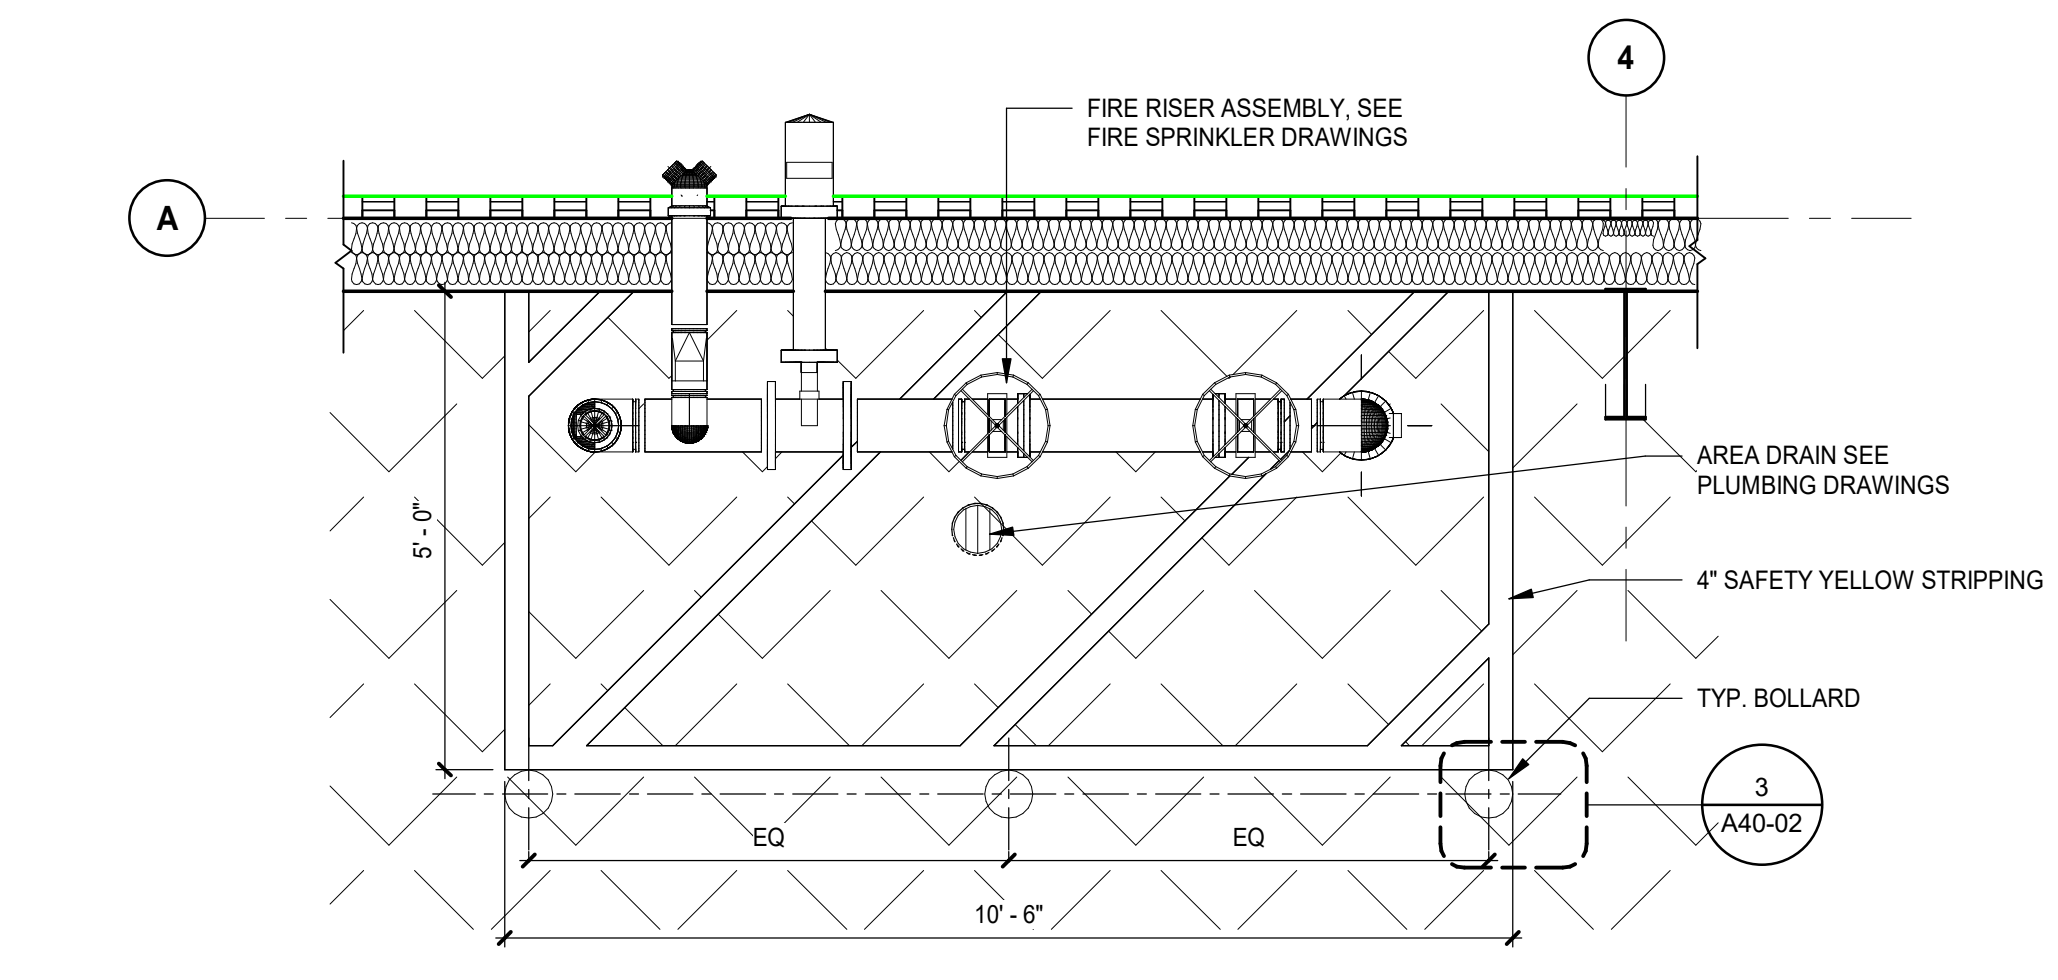 4
FIRE RISER ASSEMBLY, SEE
FIRE SPRINKLER DRAWINGS
A
AREA DRAIN SEE
PLUMBING DRAWINGS
5' - 0"
4" SAFETY YELLOW STRIPPING
TYP. BOLLARD
3
A40-02
EQ
EQ
10' - 6"